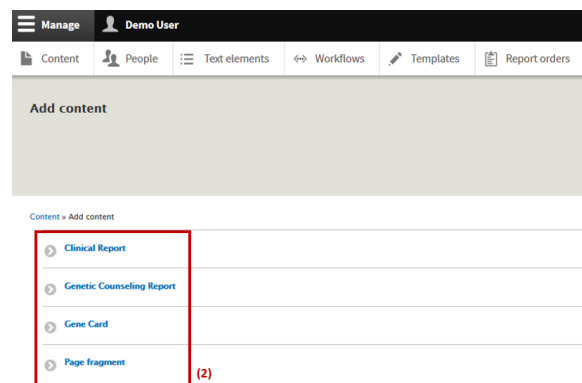 Manage Demo User
Content People Text elements Workflows Templates Report orders
Add content
Content » Add content
Clinical Report
Genetic Counseling Report
Gene Card
Page fragment
(2)